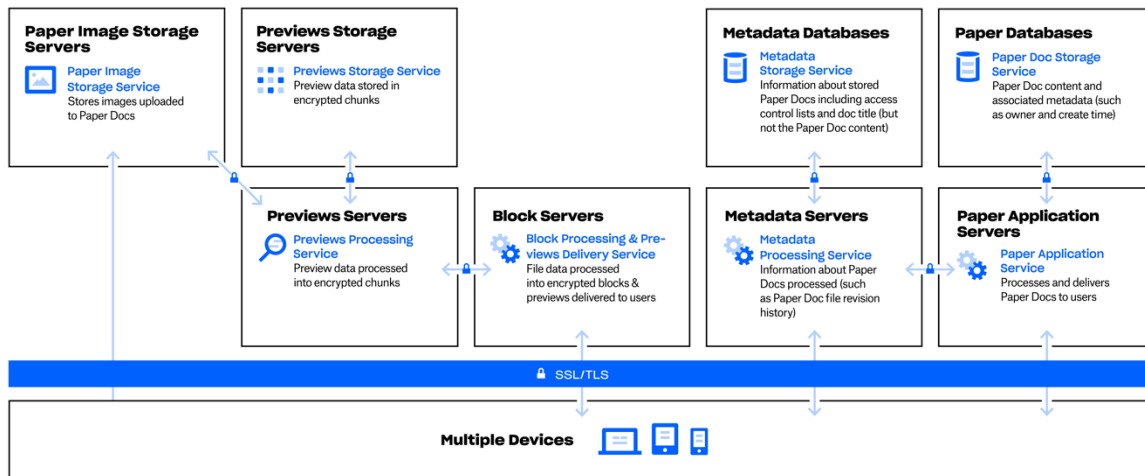 Paper Image Storage
Servers
Paper Image
Storage Service
Stores images uploaded
to Paper Docs
Previews Storage
Servers
Previews Storage Service
Preview data stored in
encrypted chunks
Metadata Databases
Metadata
Storage Service
Information about stored
Paper Docs including access
control lists and doc title (but
not the Paper Doc content)
Paper Databases
Paper Doc Storage
Service
Paper Doc content and
associated metadata (such
as owner and create time)
Previews Servers
Previews Processing
Service
Preview data processed
into encrypted chunks
Block Servers
Block Processing & Pre-
views Delivery Service
File data processed
into encrypted blocks &
previews delivered to users
Metadata Servers
Metadata
Processing Service
Information about Paper
Docs processed (such
as Paper Doc file revision
history)
Paper Application
Servers
Paper Application
Service
Processes and delivers
Paper Docs to users
SSL/TLS
Multiple Devices